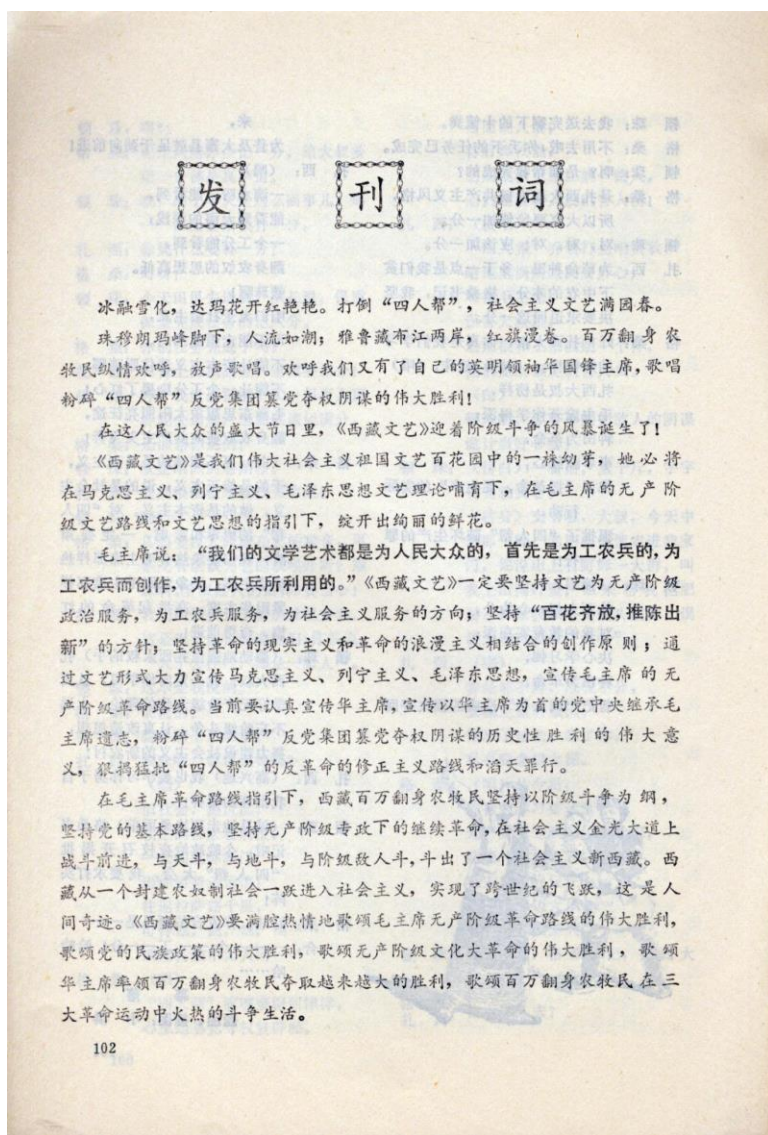 发刊词
冰融雪化，达玛花开红艳艳。打倒“四人帮”，社会主义文艺满园春。
珠穆朗玛峰脚下，人流如潮；雅鲁藏布江两岸，红旗漫卷。百万翻身农
牧民纵情欢呼，放声歌唱。欢呼我们又有了自己的英明领袖华国锋主席，歌唱
粉碎“四人帮”反党集团篡党夺权阴谋的伟大胜利！
在这人民大众的盛大节日里，《西藏文艺》迎着阶级斗争的风暴诞生了！
《西藏文艺》是我们伟大社会主义祖国文艺百花园中的一株幼芽，她必将
在马克思主义、列宁主义、毛泽东思想文艺理论哺育下，在毛主席的无产阶
级文艺路线和文艺思想的指引下，绽开出绚丽的鲜花。
毛主席说：“我们的文学艺术都是为人民大众的，首先是为工农兵的，为
工农兵而创作，为工农兵所利用的。”《西藏文艺》一定要坚持文艺为无产阶级
政治服务，为工农兵服务，为社会主义服务的方向；坚持“百花齐放，推陈出
新”的方针；坚持革命的现实主义和革命的浪漫主义相结合的创作原则；通
过文艺形式大力宣传马克思主义、列宁主义、毛泽东思想，宣传毛主席的无
产阶级革命路线。当前要认真宣传华主席，宣传以华主席为首的党中央继承毛
主席遗志，粉碎“四人帮”反党集团篡党夺权阴谋的历史性胜利的伟大意
义，狠揭猛批“四人帮”的反革命的修正主义路线和滔天罪行。
在毛主席革命路线指引下，西藏百万翻身农牧民坚持以阶级斗争为纲，
坚持党的基本路线，坚持无产阶级专政下的继续革命，在社会主义金光大道上
战斗前进，与天斗，与地斗，与阶级敌人斗，斗出了一个社会主义新西藏。西
藏从一个封建农奴制社会一跃进入社会主义，实现了跨世纪的飞跃，这是人
间奇迹。《西藏文艺》要满腔热情地歌颂毛主席无产阶级革命路线的伟大胜利，
歌颂党的民族政策的伟大胜利，歌颂无产阶级文化大革命的伟大胜利，歌颂
华主席率领百万翻身农牧民夺取越来越大的胜利，歌颂百万翻身农牧民在三
大革命运动中火热的斗争生活。
102